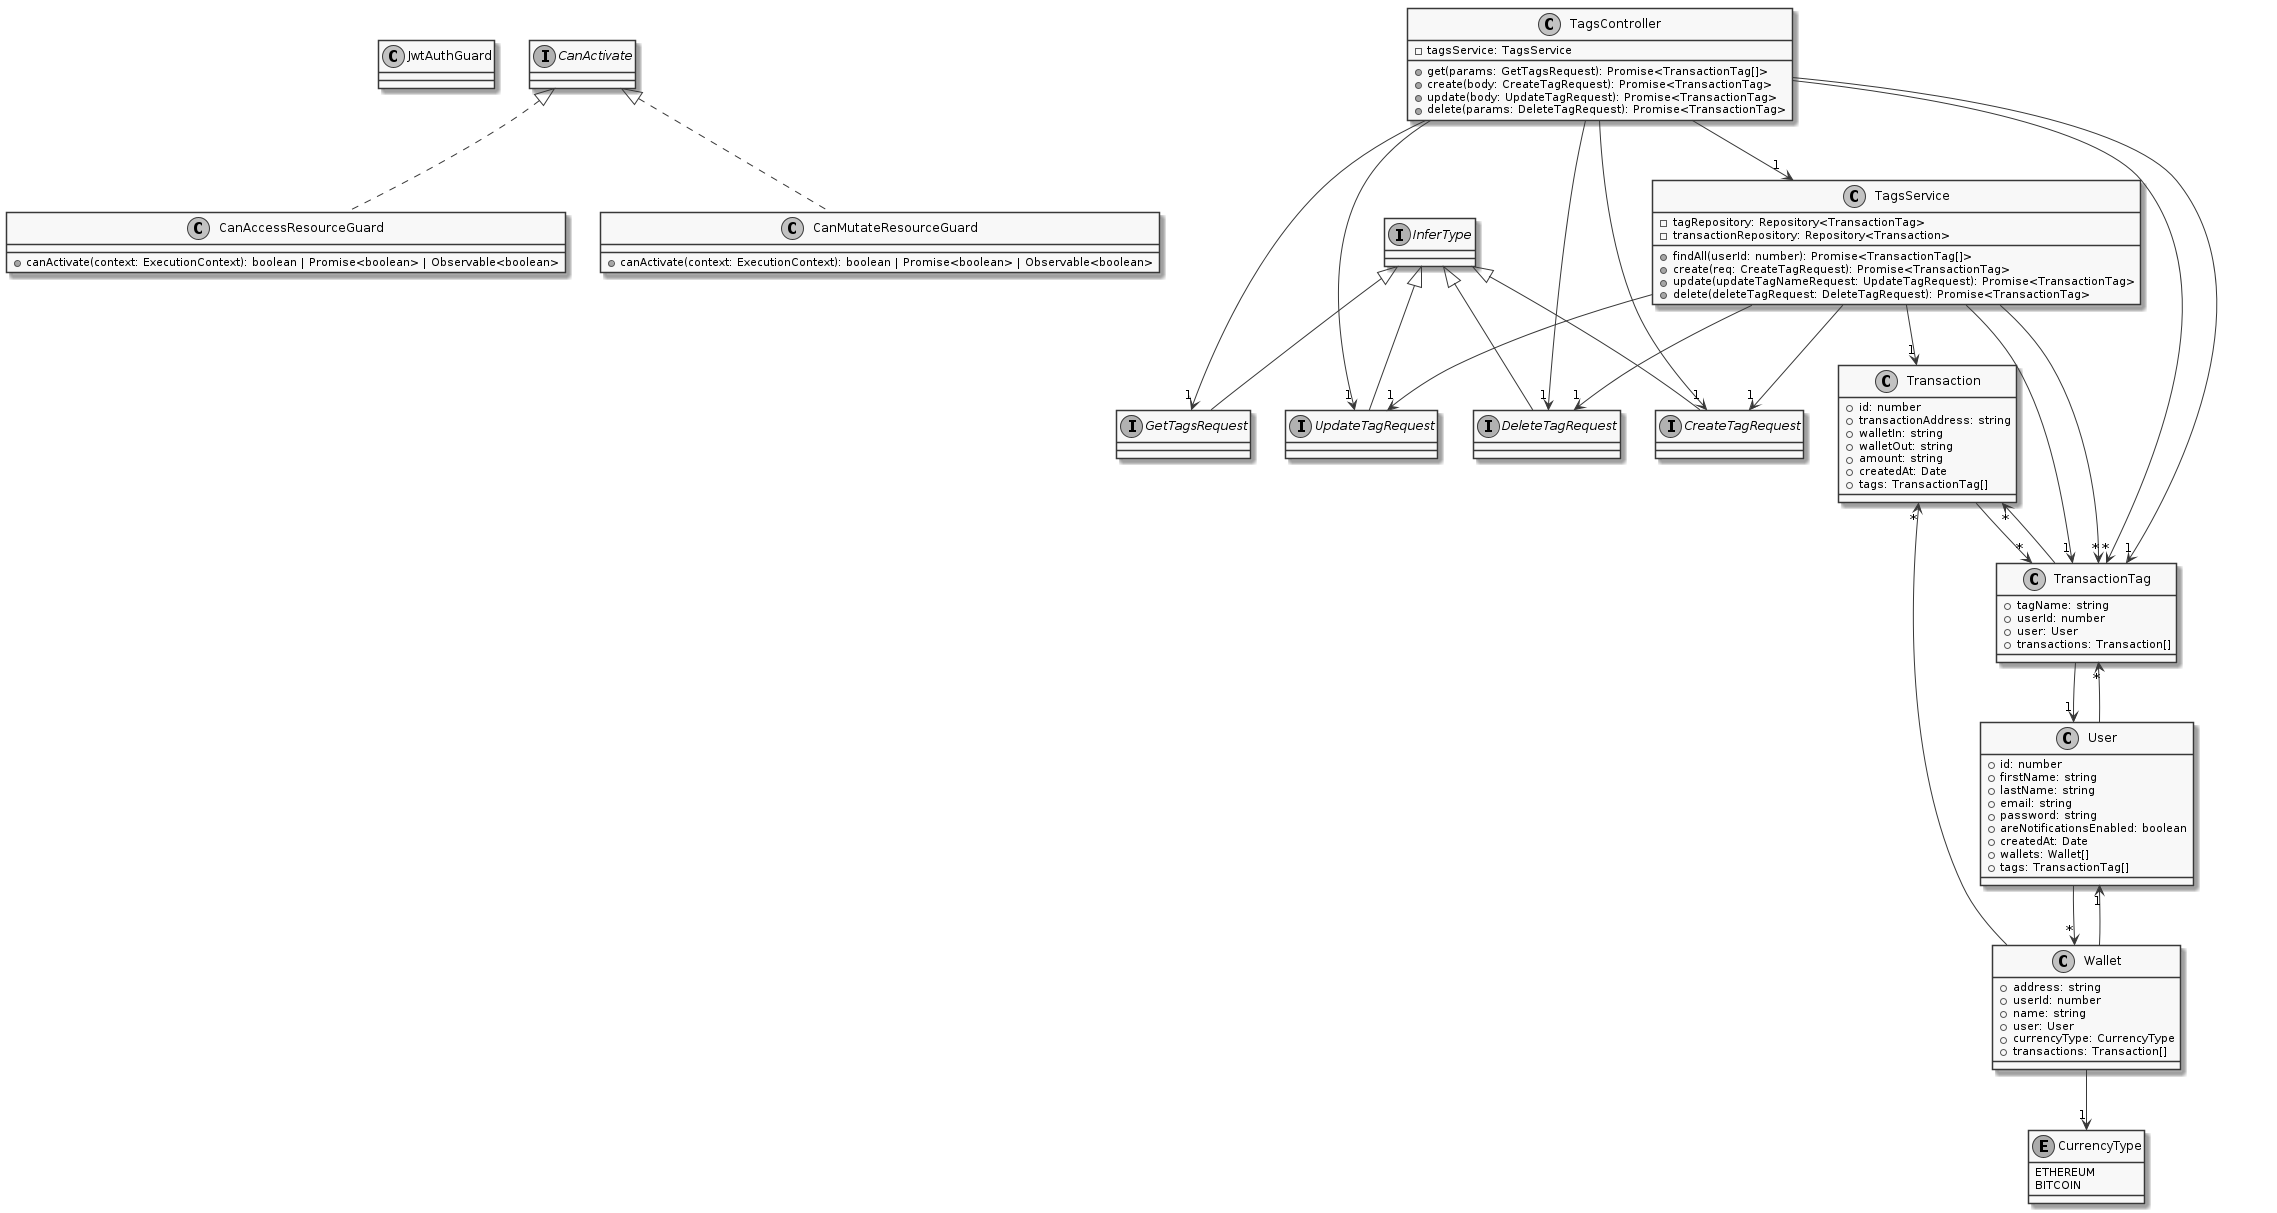 C TagsController
tagsService: TagsService
get(params: GetTagsRequest): Promise<TransactionTag[]>
create(body: CreateTagRequest): Promise<TransactionTag>
update(body: UpdateTagRequest): Promise<TransactionTag>
delete(params: DeleteTagRequest): Promise<TransactionTag>
C JwtAuthGuard
I CanActivate
1
C TagsService
tagRepository: Repository<TransactionTag>
transactionRepository: Repository<Transaction>
findAll(userId: number): Promise<TransactionTag[]>
create(req: CreateTagRequest): Promise<TransactionTag>
update(updateTagNameRequest: UpdateTagRequest): Promise<TransactionTag>
delete(deleteTagRequest: DeleteTagRequest): Promise<TransactionTag>
C CanAccessResourceGuard
canActivate(context: ExecutionContext): boolean | Promise<boolean> | Observable<boolean>
C CanMutateResourceGuard
canActivate(context: ExecutionContext): boolean | Promise<boolean> | Observable<boolean>
I InferType
1
1 1 1 1 1 1 1
I GetTagsRequest
I UpdateTagRequest
I DeleteTagRequest
I CreateTagRequest
C Transaction
id: number
transactionAddress: string
walletIn: string
walletOut: string
amount: string
createdAt: Date
tags: TransactionTag[]
* *
* 1 * * 1
C TransactionTag
tagName: string
userId: number
user: User
transactions: Transaction[]
*
1
C User
id: number
firstName: string
lastName: string
email: string
password: string
areNotificationsEnabled: boolean
createdAt: Date
wallets: Wallet[]
tags: TransactionTag[]
1
*
C Wallet
address: string
userId: number
name: string
user: User
currencyType: CurrencyType
transactions: Transaction[]
1
E CurrencyType
ETHEREUM
BITCOIN